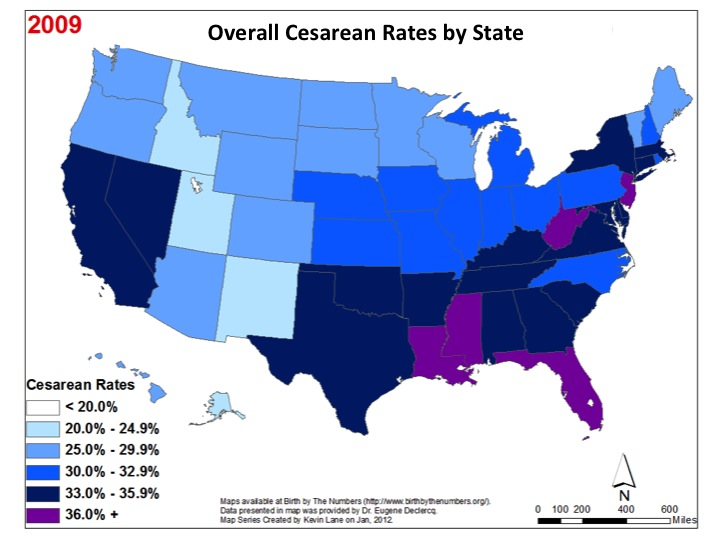 2009
Overall Cesarean Rates by State
Cesarean Rates
< 20.0%
20.0% - 24.9%
25.0% - 29.9%
30.0% - 32.9%
33.0% - 35.9%
36.0% +
Maps available at Birth by The Numbers (http://www.birthbythenumbers.org/).
Data presented in map was provided by Dr. Eugene Declercq.
Map Series Created by Kevin Lane on Jan, 2012.
N
0 100 200 400 600
Miles